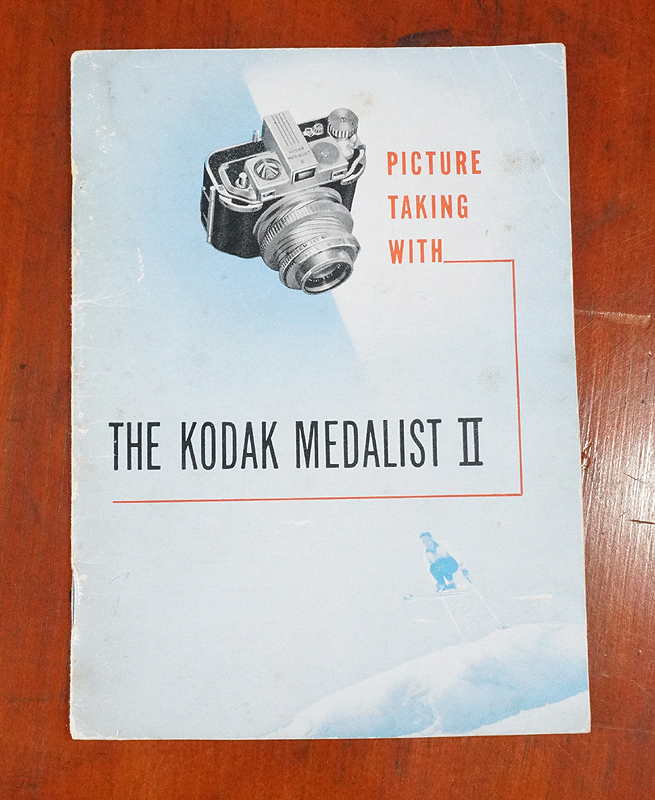 PICTURE
TAKING
WITH
THE KODAK MEDALIST II